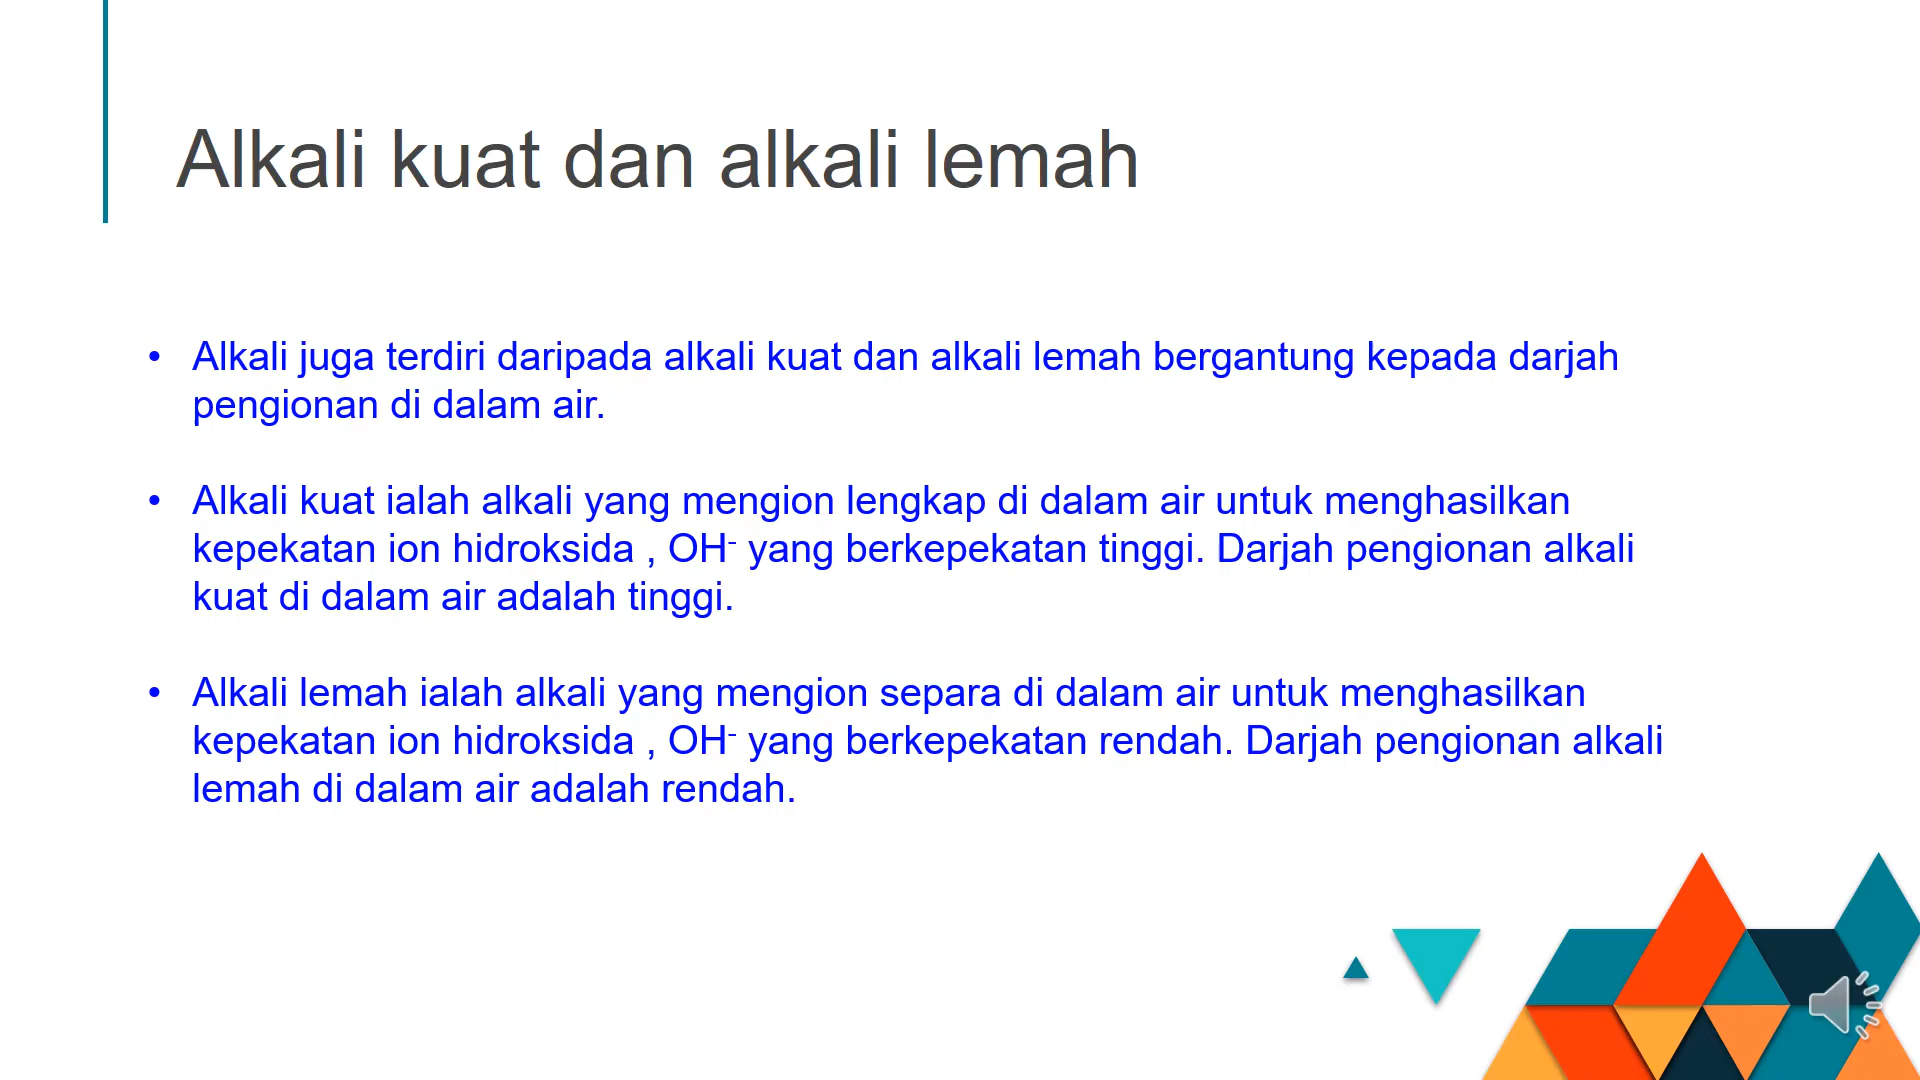 Alkali kuat dan alkali lemah
• Alkali juga terdiri daripada alkali kuat dan alkali lemah bergantung kepada darjah
pengionan di dalam air.
• Alkali kuat ialah alkali yang mengion lengkap di dalam air untuk menghasilkan
kepekatan ion hidroksida , OH⁻ yang berkepekatan tinggi. Darjah pengionan alkali
kuat di dalam air adalah tinggi.
• Alkali lemah ialah alkali yang mengion separa di dalam air untuk menghasilkan
kepekatan ion hidroksida , OH⁻ yang berkepekatan rendah. Darjah pengionan alkali
lemah di dalam air adalah rendah.